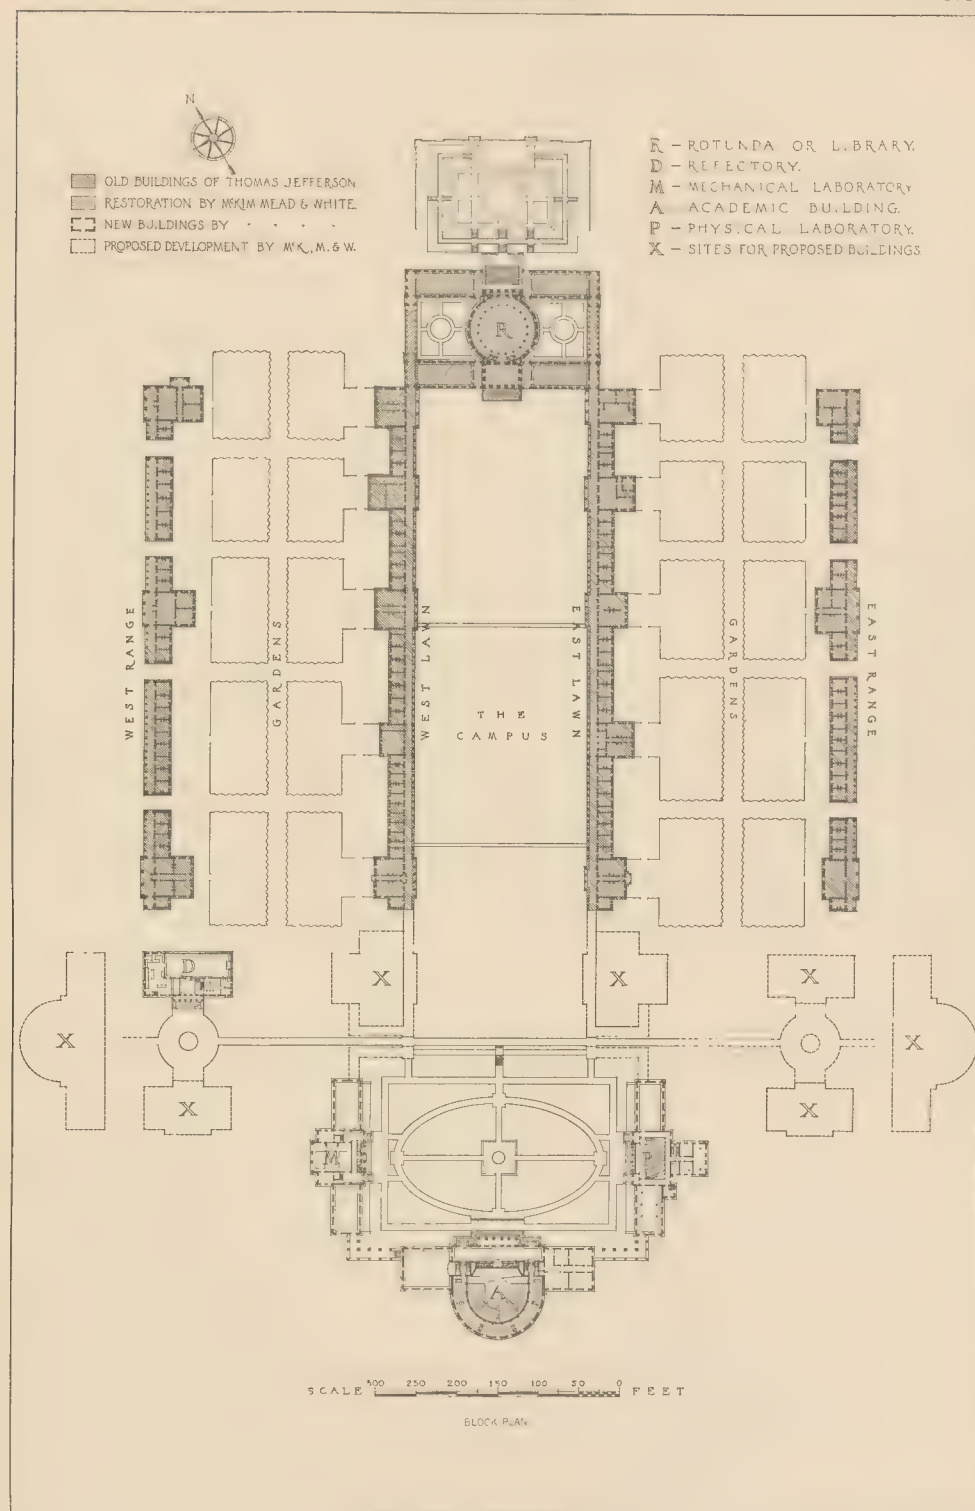 N
OLD BUILDINGS OF THOMAS JEFFERSON
RESTORATION BY McKIM MEAD & WHITE.
NEW BUILDINGS BY " " " "
PROPOSED DEVELOPMENT BY McK., M. & W.
R – ROTUNDA OR LIBRARY.
D – REFECTORY.
M – MECHANICAL LABORATORY
A ACADEMIC BUILDING.
P – PHYSICAL LABORATORY.
X – SITES FOR PROPOSED BUILDINGS.
R
WEST RANGE
GARDENS
WEST LAWN
THE
CAMPUS
EAST LAWN
GARDENS
EAST RANGE
D
X
X
X
X
X
X
X
M
P
A
SCALE 300 250 200 150 100 50 0 FEET
BLOCK PLAN